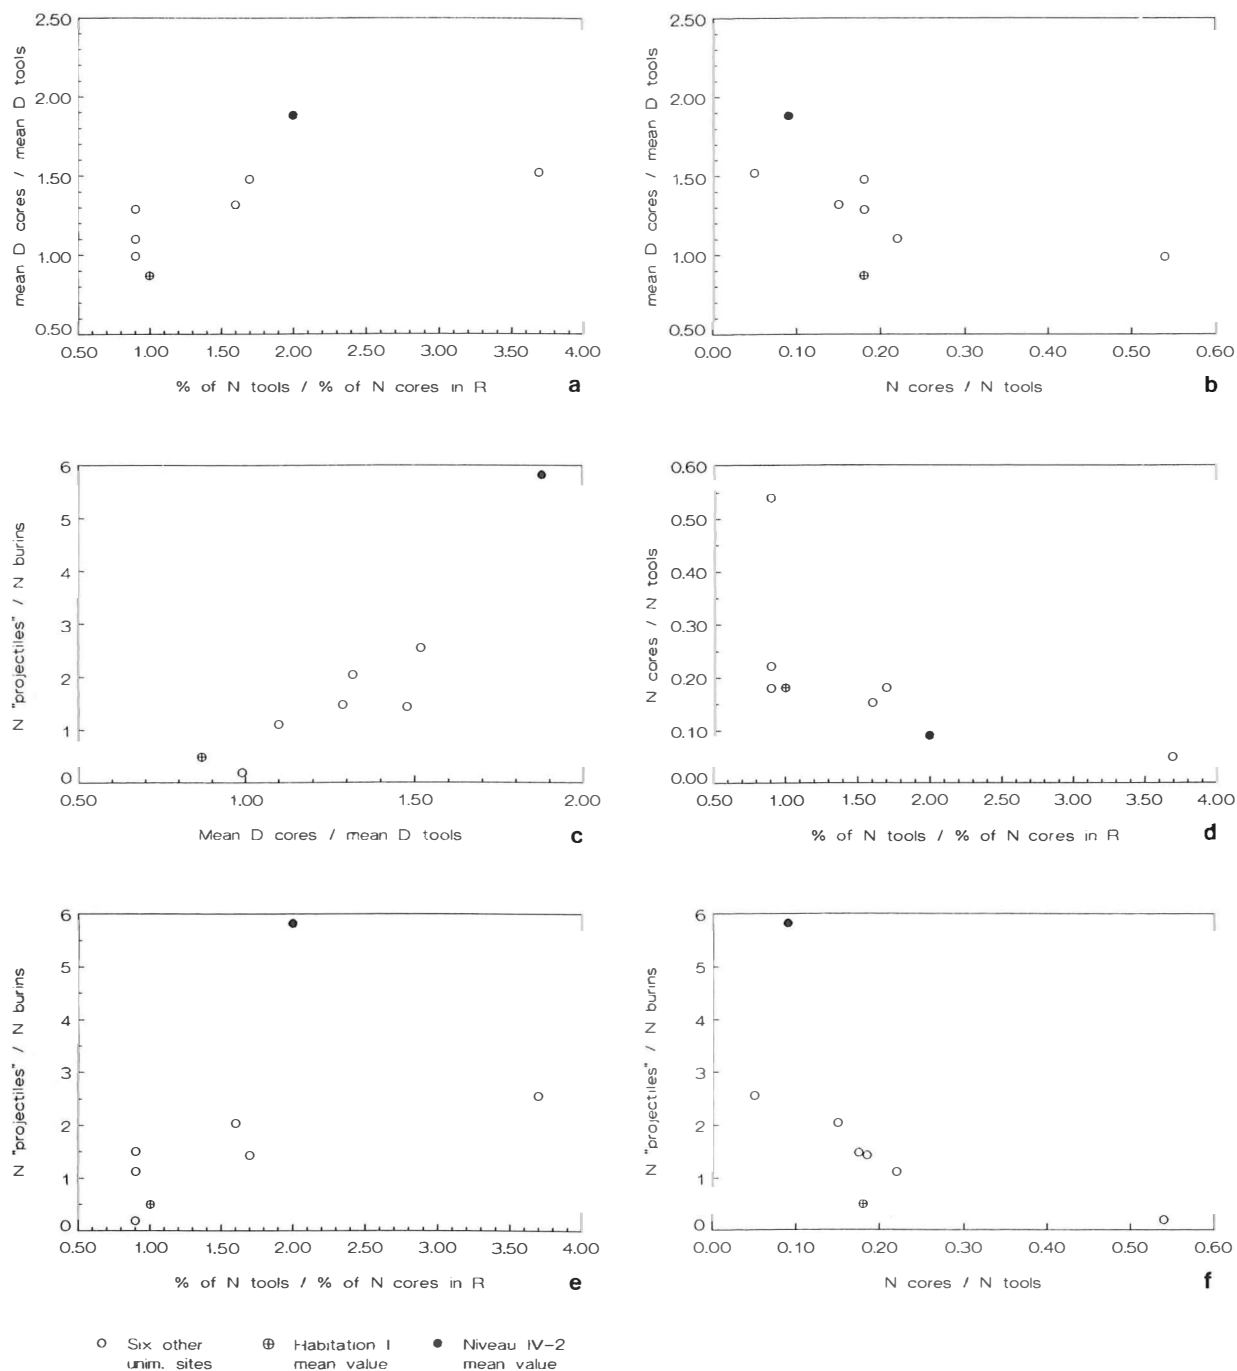 2.50
2.00
1.50
1.00
0.50
mean D cores / mean D tools
0.50 1.00 1.50 2.00 2.50 3.00 3.50 4.00
% of N tools / % of N cores in R
a
2.50
2.00
1.50
1.00
0.50
mean D cores / mean D tools
0.00 0.10 0.20 0.30 0.40 0.50 0.60
N cores / N tools
b
6
5
4
3
2
1
0
N "projectiles" / N burins
0.50 1.00 1.50 2.00
Mean D cores / mean D tools
c
0.60
0.50
0.40
0.30
0.20
0.10
0.00
N cores / N tools
0.50 1.00 1.50 2.00 2.50 3.00 3.50 4.00
% of N tools / % of N cores in R
d
6
5
4
3
2
1
0
N "projectiles" / N burins
0.50 1.00 1.50 2.00 2.50 3.00 3.50 4.00
% of N tools / % of N cores in R
e
6
5
4
3
2
1
0
N "projectiles" / N burins
0.00 0.10 0.20 0.30 0.40 0.50 0.60
N cores / N tools
f
Six other
unim. sites
Habitation I
mean value
Niveau IV-2
mean value